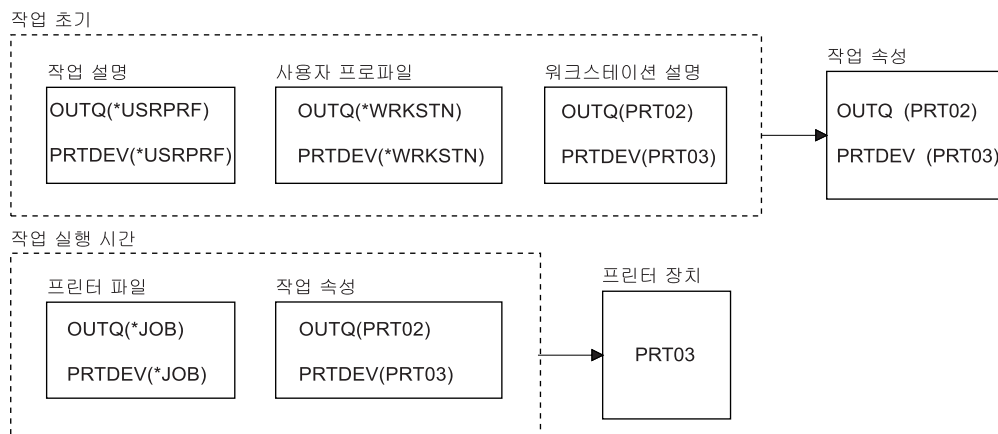 작업 초기
작업 설명
OUTQ(*USRPRF)
PRTDEV(*USRPRF)
사용자 프로파일
OUTQ(*WRKSTN)
PRTDEV(*WRKSTN)
워크스테이션 설명
OUTQ(PRT02)
PRTDEV(PRT03)
작업 속성
OUTQ (PRT02)
PRTDEV (PRT03)
작업 실행 시간
프린터 파일
OUTQ(*JOB)
PRTDEV(*JOB)
작업 속성
OUTQ(PRT02)
PRTDEV(PRT03)
프린터 장치
PRT03